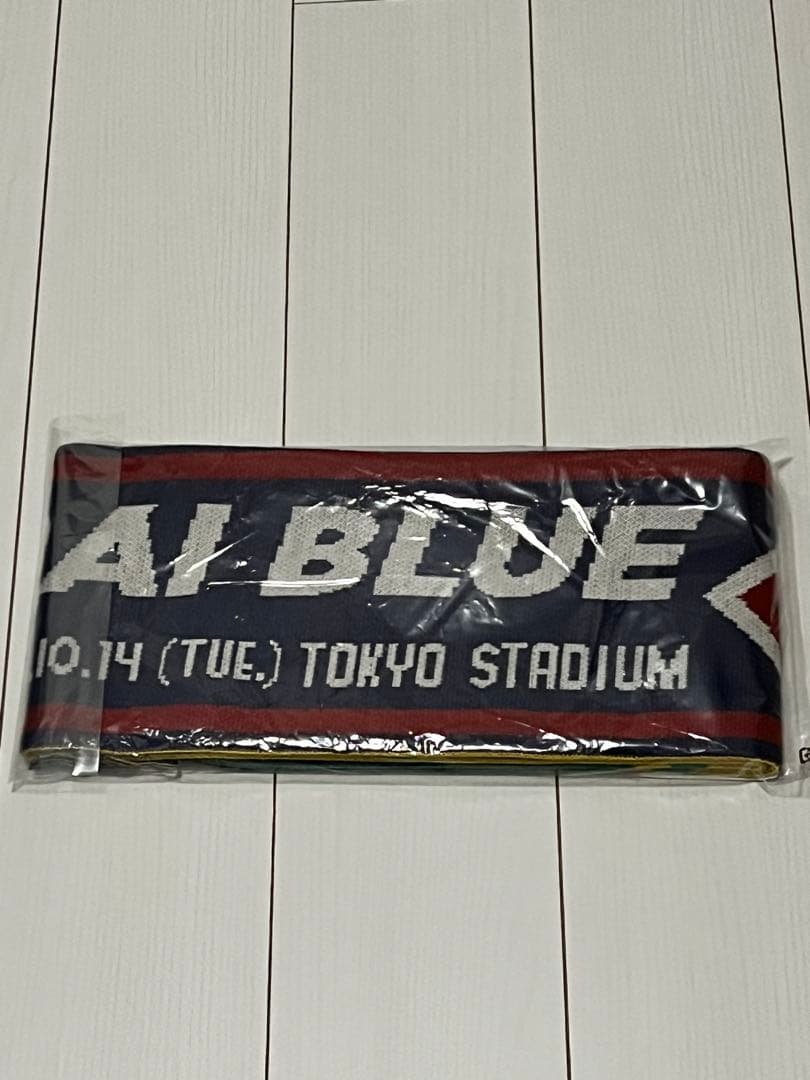 AI BLUE
10.14 (TUE.) TOKYO STADIUM